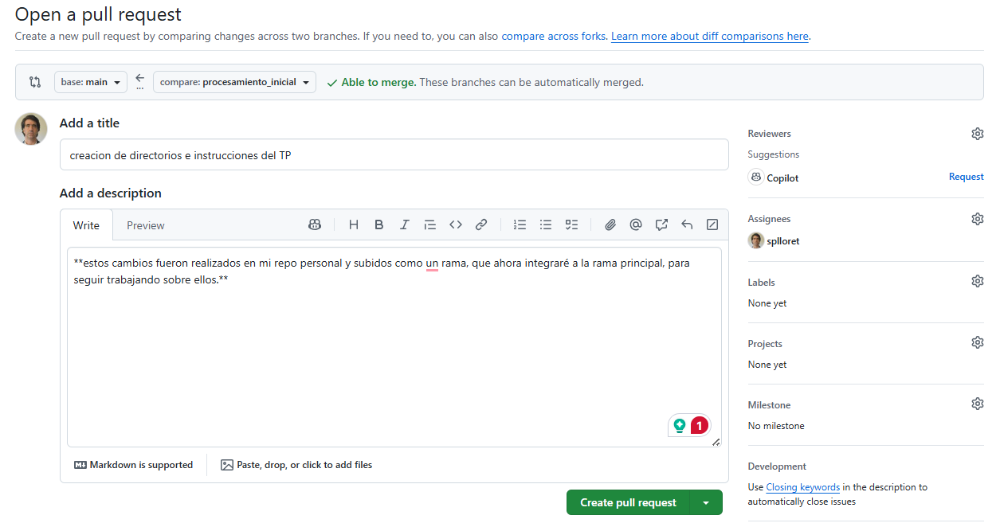 Open a pull request
Create a new pull request by comparing changes across two branches. If you need to, you can also compare across forks. Learn more about diff comparisons here.
base: main
...
compare: procesamiento_inicial
Able to merge. These branches can be automatically merged.
Add a title
creacion de directorios e instrucciones del TP
Add a description
Write
Preview
H B I
**estos cambios fueron realizados en mi repo personal y subidos como un rama, que ahora integraré a la rama principal, para
seguir trabajando sobre ellos.**
1
Markdown is supported
Paste, drop, or click to add files
Create pull request
Reviewers
Suggestions
Copilot
Request
Assignees
splloret
Labels
None yet
Projects
None yet
Milestone
No milestone
Development
Use Closing keywords in the description to
automatically close issues